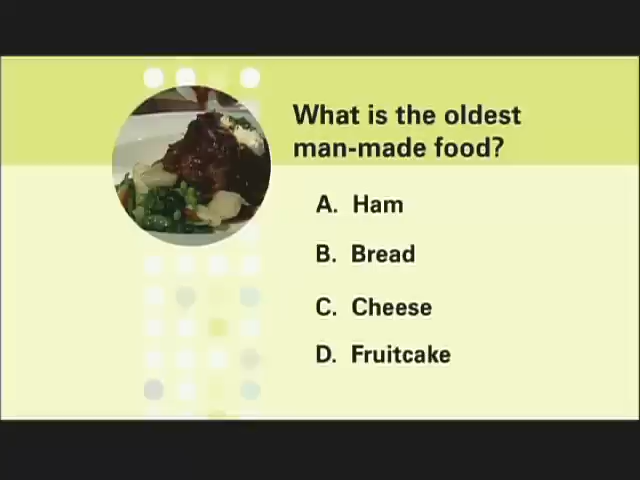 What is the oldest
man-made food?
A. Ham
B. Bread
C. Cheese
D. Fruitcake